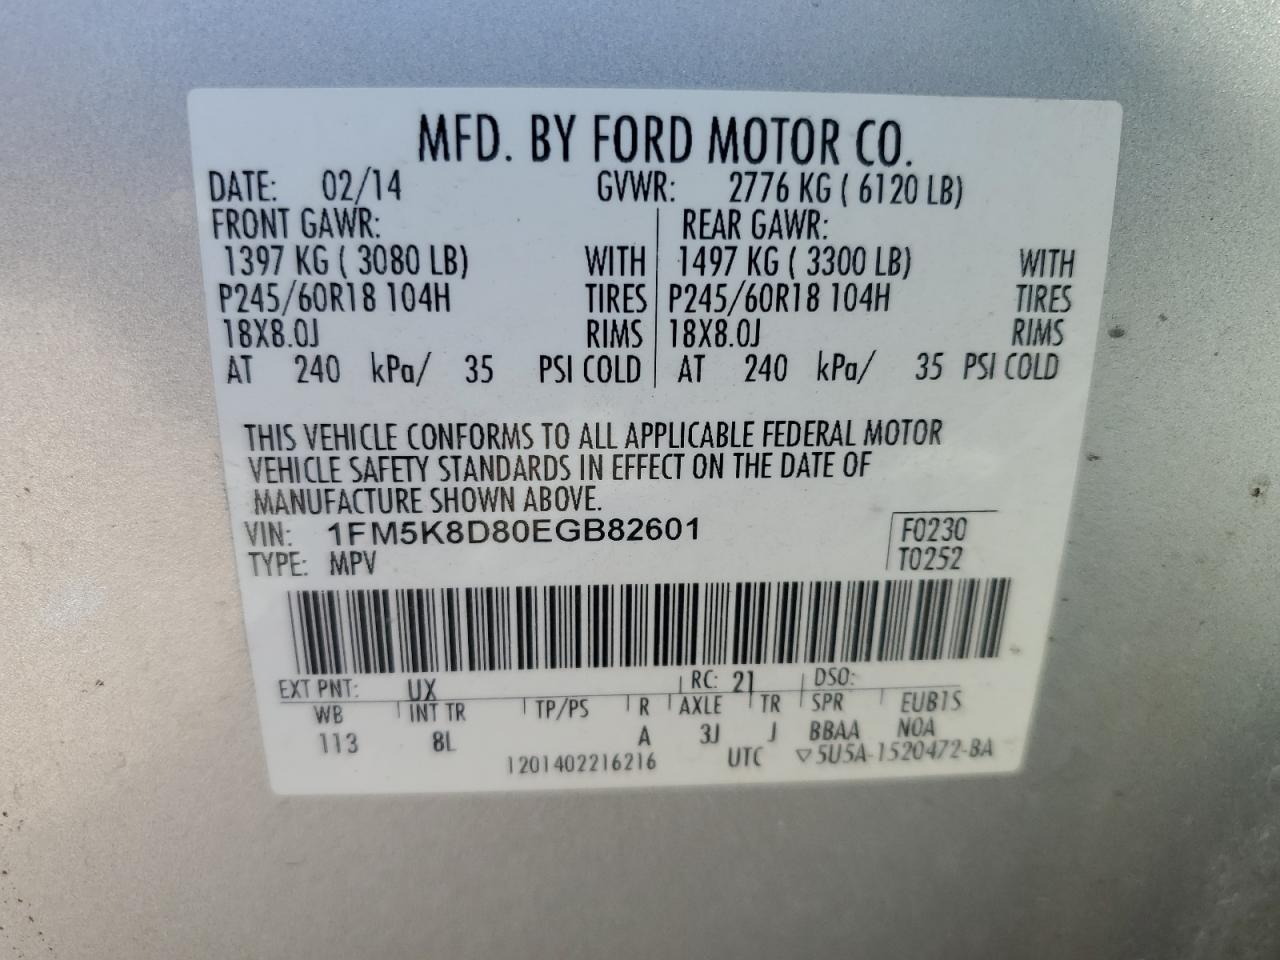 MFD. BY FORD MOTOR CO.
DATE: 02/14 GVWR: 2776 KG ( 6120 LB)
FRONT GAWR: REAR GAWR:
1397 KG ( 3080 LB) WITH 1497 KG ( 3300 LB) WITH
P245/60R18 104H TIRES P245/60R18 104H TIRES
18X8.0J RIMS 18X8.0J RIMS
AT 240 kPa/ 35 PSI COLD AT 240 kPa/ 35 PSI COLD
THIS VEHICLE CONFORMS TO ALL APPLICABLE FEDERAL MOTOR
VEHICLE SAFETY STANDARDS IN EFFECT ON THE DATE OF
MANUFACTURE SHOWN ABOVE.
VIN: 1FM5K8D80EGB82601 F0230
TYPE: MPV T0252
EXT PNT: UX RC: 21 DSO:
WB INT TR TP/PS R AXLE TR SPR EUB1S
113 8L A 3J J BBAA NOA
1201402216216 UTC ▽5U5A-1520472-BA